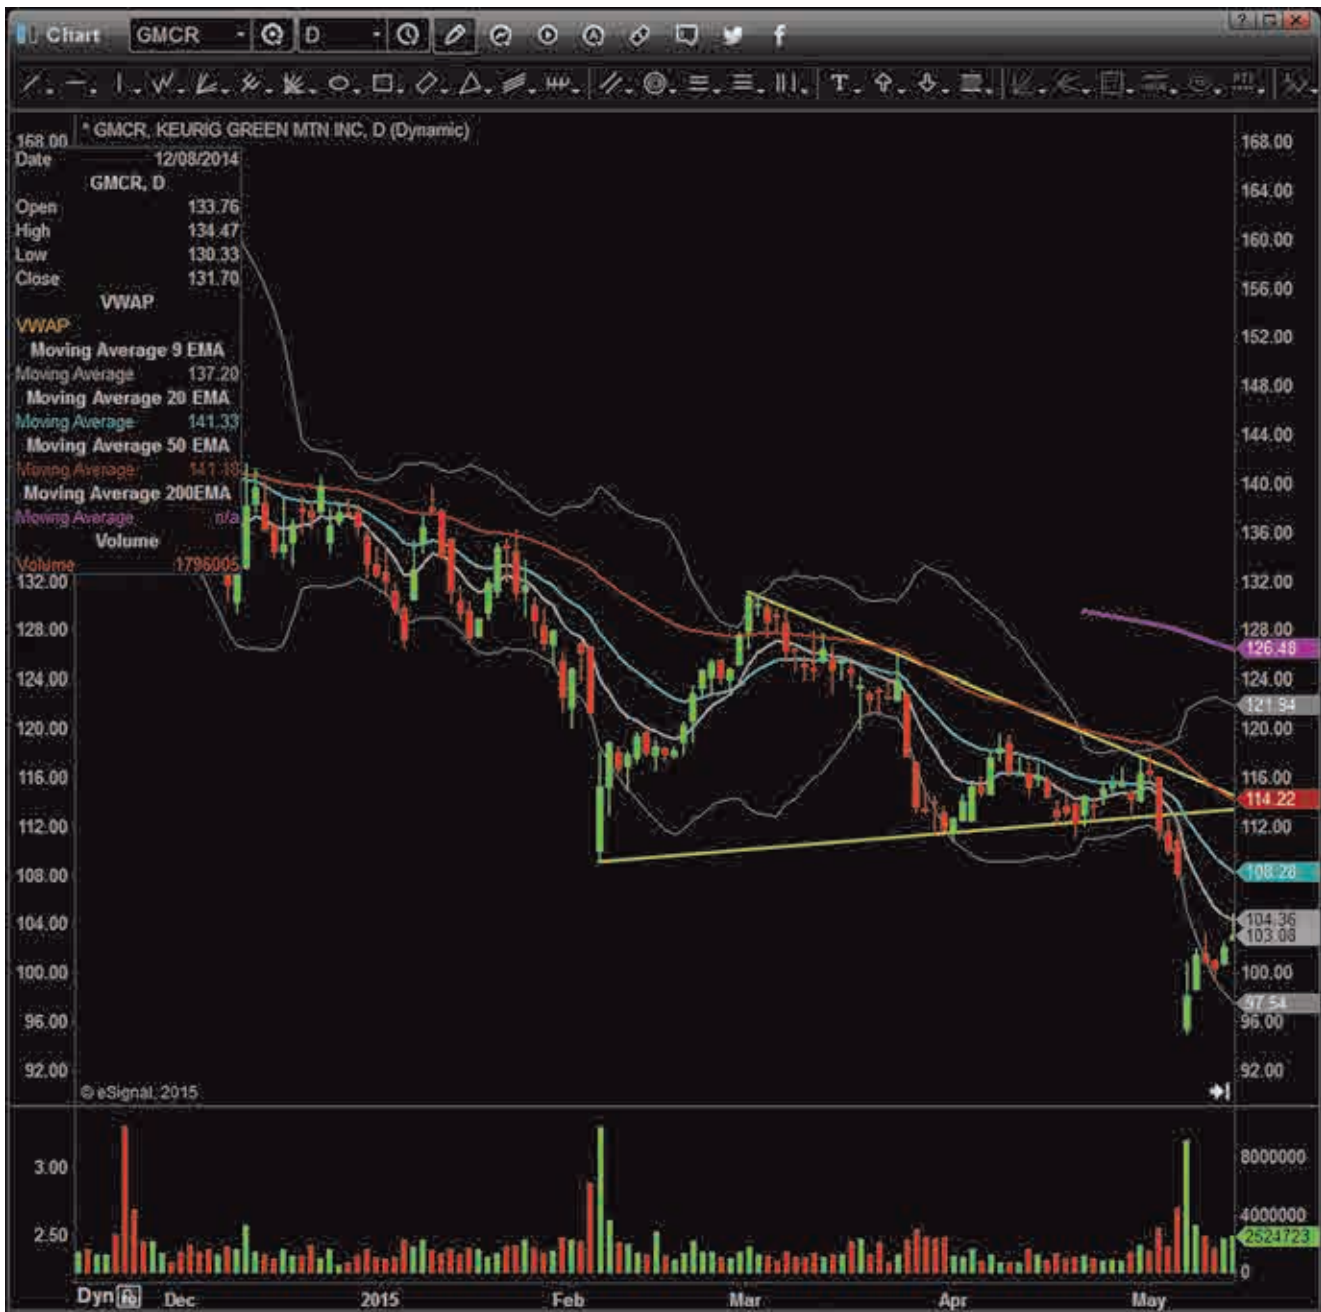 Chart GMCR D
T
* GMCR, KEURIG GREEN MTN INC, D (Dynamic)
168.00
Date 12/08/2014
GMCR, D
Open 133.76
High 134.47
Low 130.33
Close 131.70
VWAP
VWAP
Moving Average 9 EMA
Moving Average 137.20
Moving Average 20 EMA
Moving Average 141.33
Moving Average 50 EMA
Moving Average 141.18
Moving Average 200EMA
Moving Average n/a
Volume
Volume 1796005
132.00
128.00
124.00
120.00
116.00
112.00
108.00
104.00
100.00
96.00
92.00
168.00
164.00
160.00
156.00
152.00
148.00
144.00
140.00
136.00
132.00
128.00
126.48
124.00
121.94
120.00
116.00
114.22
112.00
108.28
104.36
103.08
100.00
97.54
96.00
92.00
© eSignal, 2015
3.00
2.50
8000000
4000000
2524723
0
Dyn Dec 2015 Feb Mar Apr May